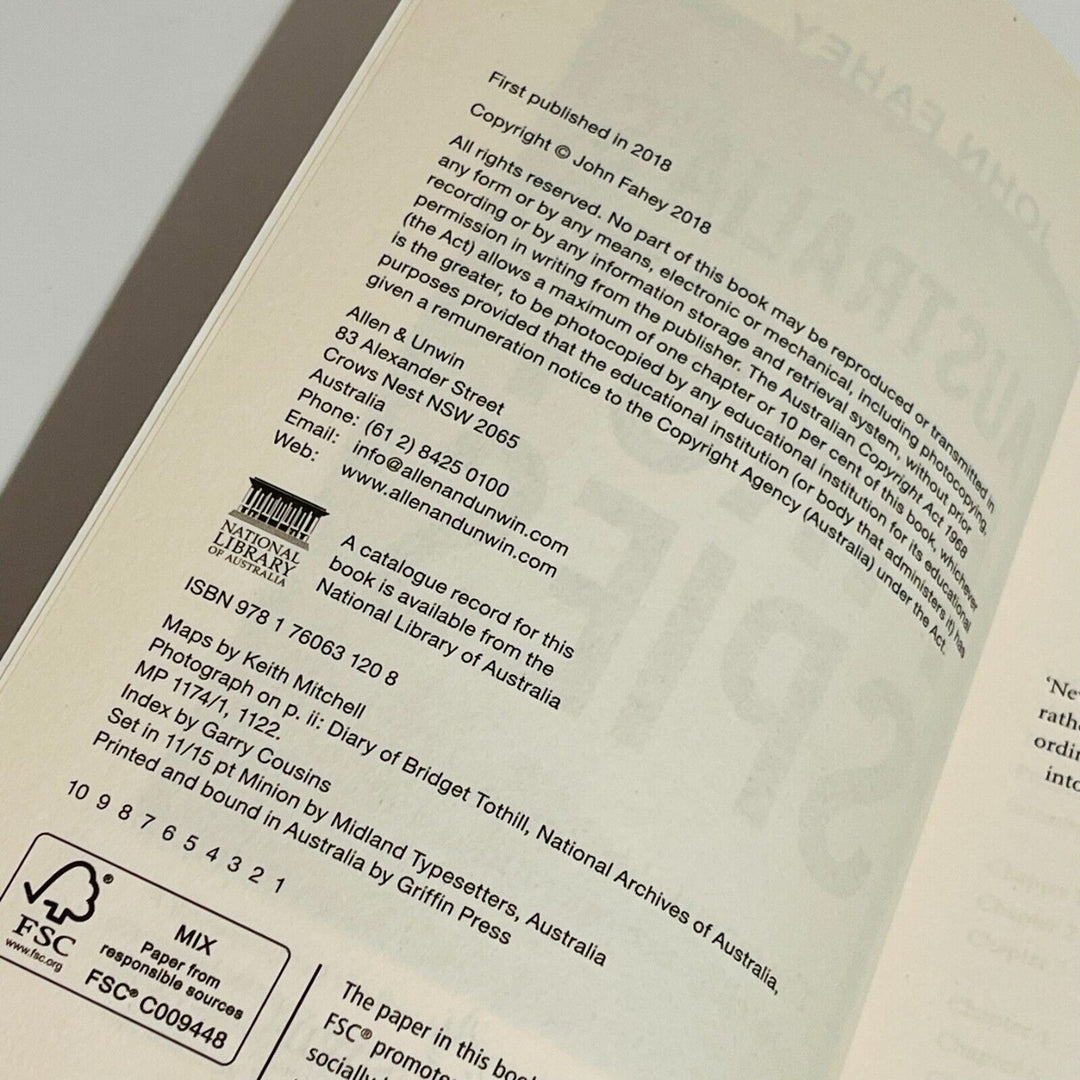 First published in 2018
Copyright © John Fahey 2018
All rights reserved. No part of this book may be reproduced or transmitted in
any form or by any means, electronic or mechanical, including photocopying,
recording or by any information storage and retrieval system, without prior
permission in writing from the publisher. The Australian Copyright Act 1968
(the Act) allows a maximum of one chapter or 10 per cent of this book, whichever
is the greater, to be photocopied by any educational institution for its educational
purposes provided that the educational institution (or body that administers it) has
given a remuneration notice to the Copyright Agency (Australia) under the Act.
Allen & Unwin
83 Alexander Street
Crows Nest NSW 2065
Australia
Phone: (61 2) 8425 0100
Email: info@allenandunwin.com
Web: www.allenandunwin.com
NATIONAL
LIBRARY
OF AUSTRALIA
A catalogue record for this
book is available from the
National Library of Australia
ISBN 978 1 76063 120 8
Maps by Keith Mitchell
Photograph on p. ii: Diary of Bridget Tothill, National Archives of Australia,
MP 1174/1, 1122.
Index by Garry Cousins
Set in 11/15 pt Minion by Midland Typesetters, Australia
Printed and bound in Australia by Griffin Press
10 9 8 7 6 5 4 3 2 1
FSC®
www.fsc.org
MIX
Paper from
responsible sources
FSC® C009448
The paper in this book
FSC® promote
socially
'Ne
rath
ordin
into
JOHN FAHEY
AUSTRALIA'S
SPIES